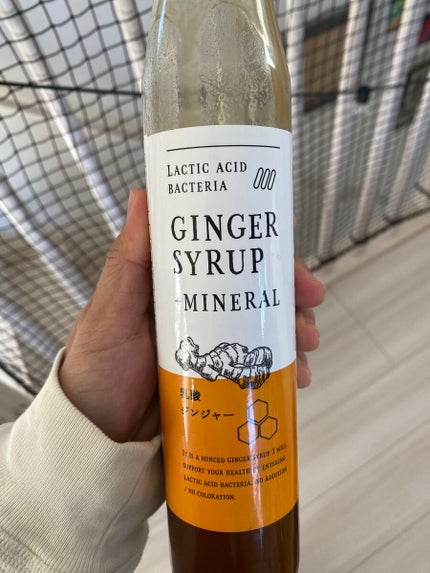 LACTIC ACID
BACTERIA
GINGER
SYRUP
+MINERAL
乳酸
ジンジャー
IT IS A MINCED GINGER SYRUP. I WILL
SUPPORT YOUR HEALTH BY ENTERING
LACTIC ACID BACTERIA. NO ADDITION
/ NO COLORATION.